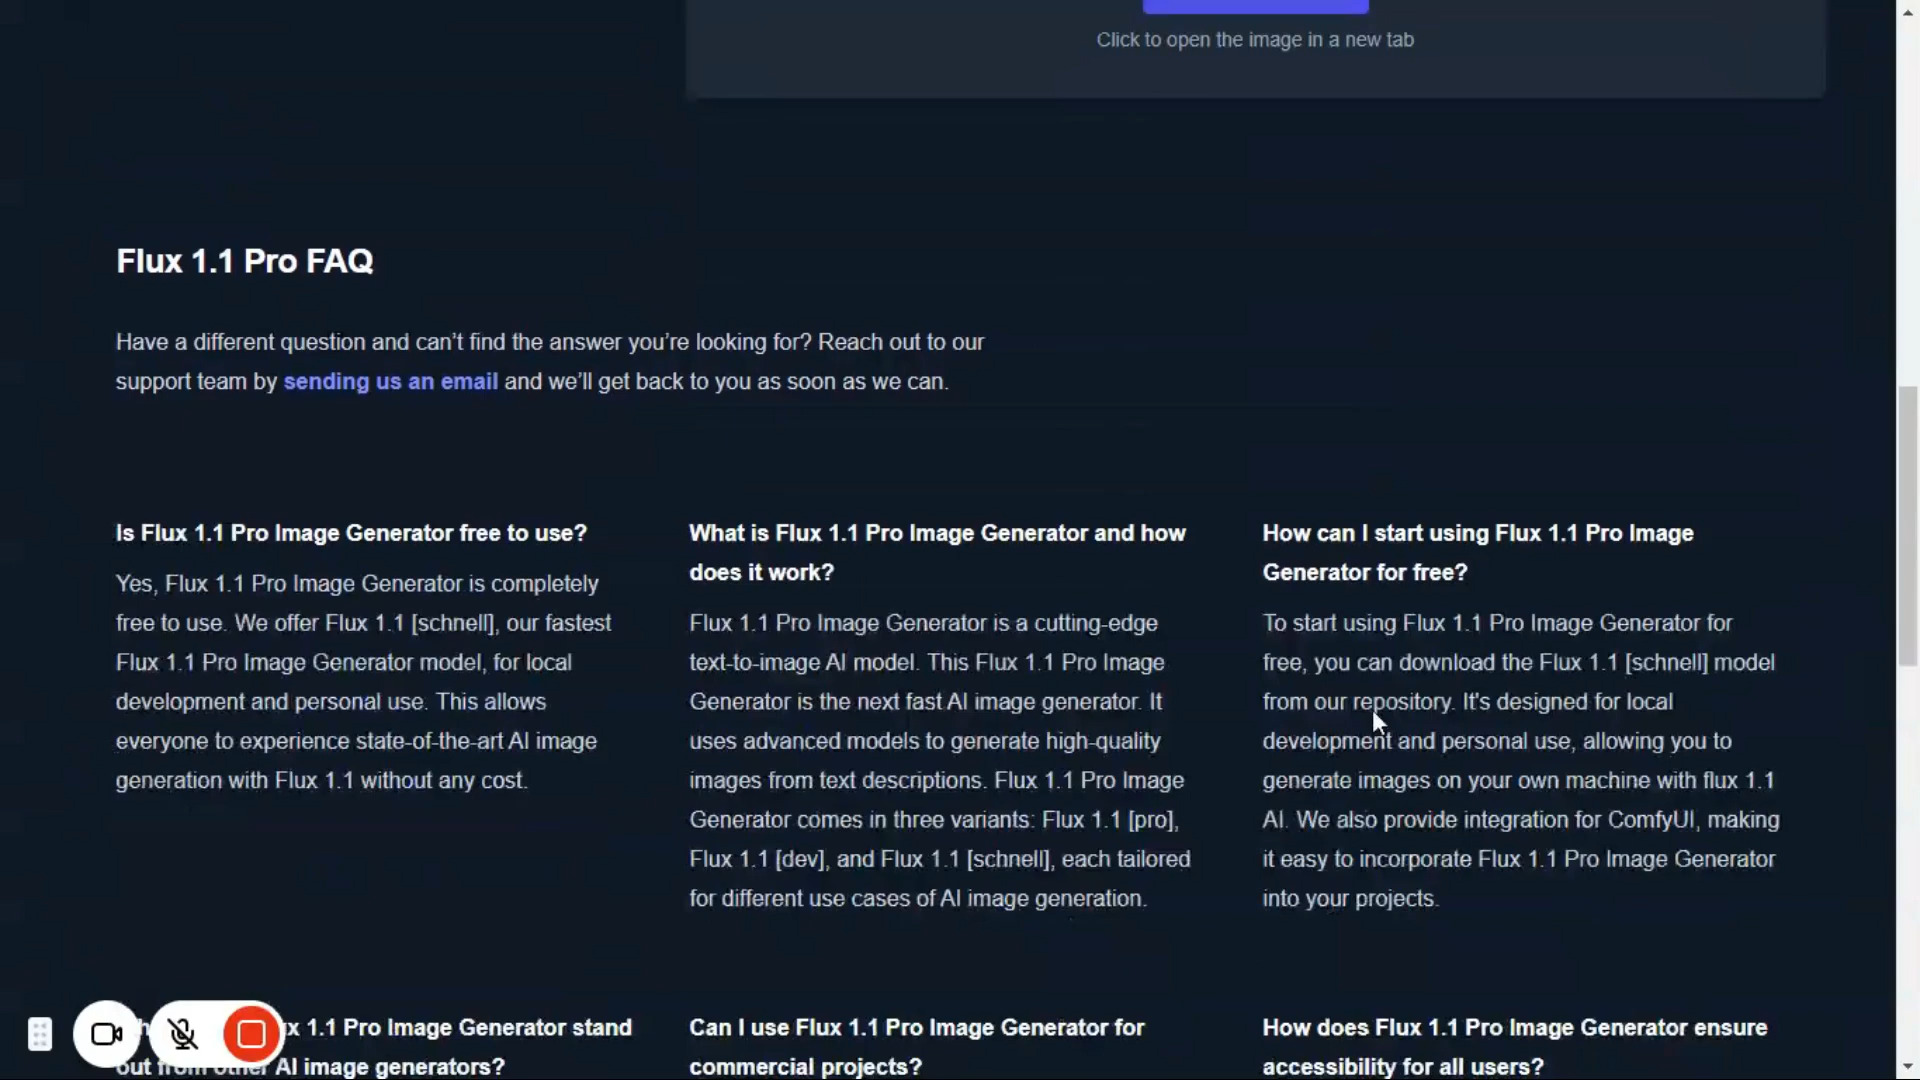 Click to open the image in a new tab
Flux 1.1 Pro FAQ
Have a different question and can’t find the answer you’re looking for? Reach out to our
support team by sending us an email and we’ll get back to you as soon as we can.
Is Flux 1.1 Pro Image Generator free to use?
Yes, Flux 1.1 Pro Image Generator is completely
free to use. We offer Flux 1.1 [schnell], our fastest
Flux 1.1 Pro Image Generator model, for local
development and personal use. This allows
everyone to experience state-of-the-art AI image
generation with Flux 1.1 without any cost.
What is Flux 1.1 Pro Image Generator and how
does it work?
Flux 1.1 Pro Image Generator is a cutting-edge
text-to-image AI model. This Flux 1.1 Pro Image
Generator is the next fast AI image generator. It
uses advanced models to generate high-quality
images from text descriptions. Flux 1.1 Pro Image
Generator comes in three variants: Flux 1.1 [pro],
Flux 1.1 [dev], and Flux 1.1 [schnell], each tailored
for different use cases of AI image generation.
How can I start using Flux 1.1 Pro Image
Generator for free?
To start using Flux 1.1 Pro Image Generator for
free, you can download the Flux 1.1 [schnell] model
from our repository. It's designed for local
development and personal use, allowing you to
generate images on your own machine with flux 1.1
AI. We also provide integration for ComfyUI, making
it easy to incorporate Flux 1.1 Pro Image Generator
into your projects.
1.1 Pro Image Generator stand
out from other AI image generators?
Can I use Flux 1.1 Pro Image Generator for
commercial projects?
How does Flux 1.1 Pro Image Generator ensure
accessibility for all users?